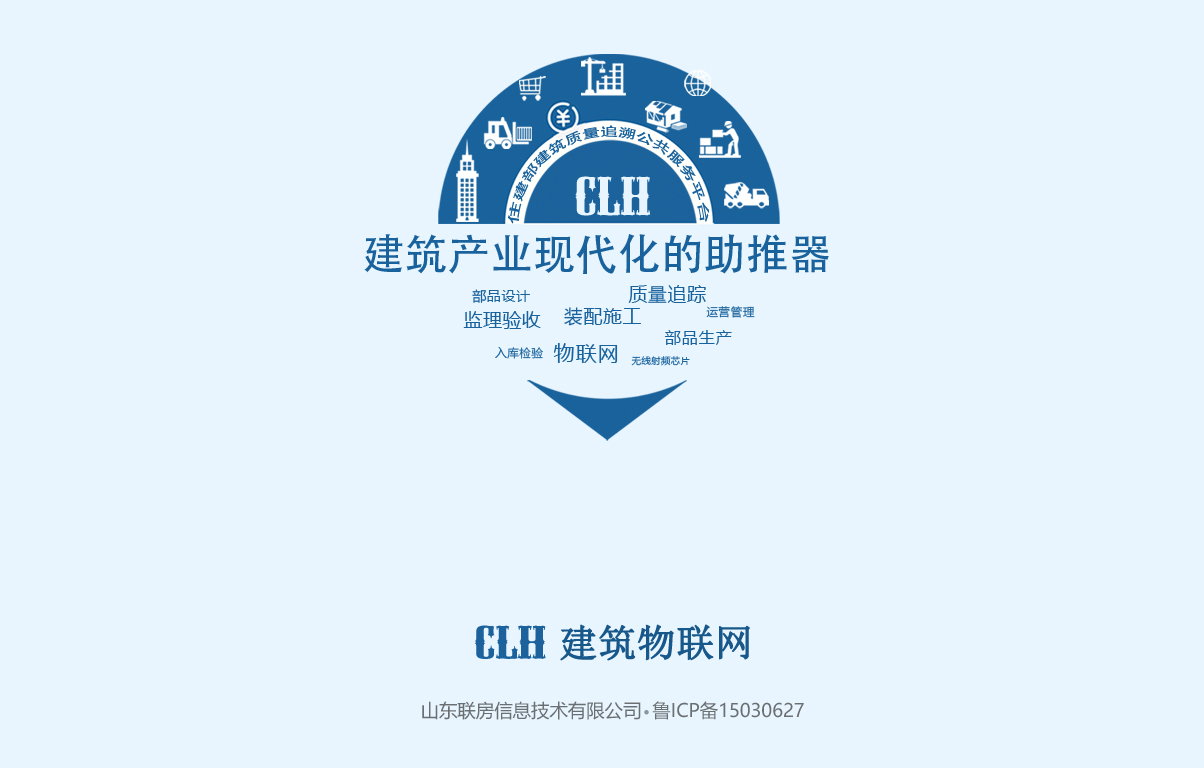 住建部建筑质量追溯公共服务平台
CLH
建筑产业现代化的助推器
部品设计
质量追踪
监理验收
装配施工
运营管理
部品生产
入库检验
物联网
无线射频芯片
CLH 建筑物联网
山东联房信息技术有限公司•鲁ICP备15030627